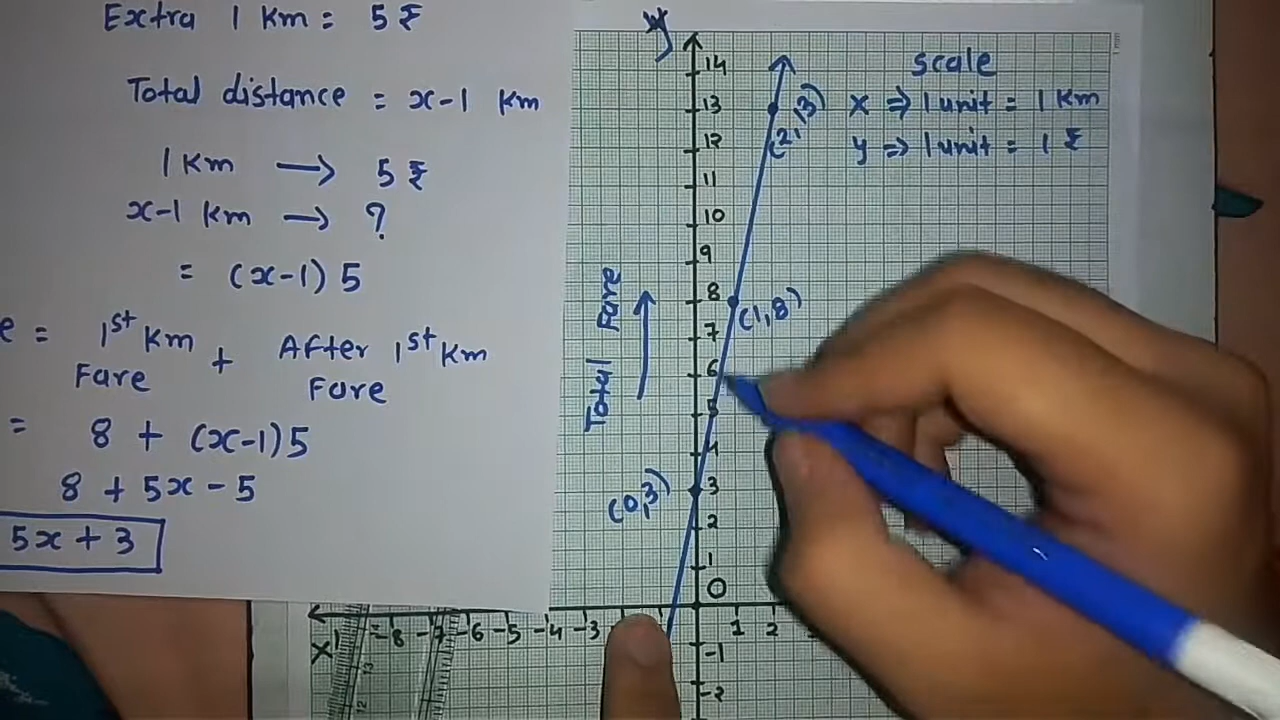 Extra 1 Km = 5 ₹
Total distance = x-1 Km
1 Km → 5 ₹
x-1 Km → ?
= (x-1) 5
e = 1st Km Fare + After 1st Km Fare
= 8 + (x-1)5
8 + 5x - 5
5x + 3
y
scale
x ⇒ 1 unit = 1 Km
y ⇒ 1 unit = 1 ₹
14
13
(2,13)
12
11
10
9
8
(1,8)
7
6
5
4
3
(0,3)
2
1
0
Total Fare
X'
-8 -7 -6 -5 -4 -3 1 2
-1
-2
13
12